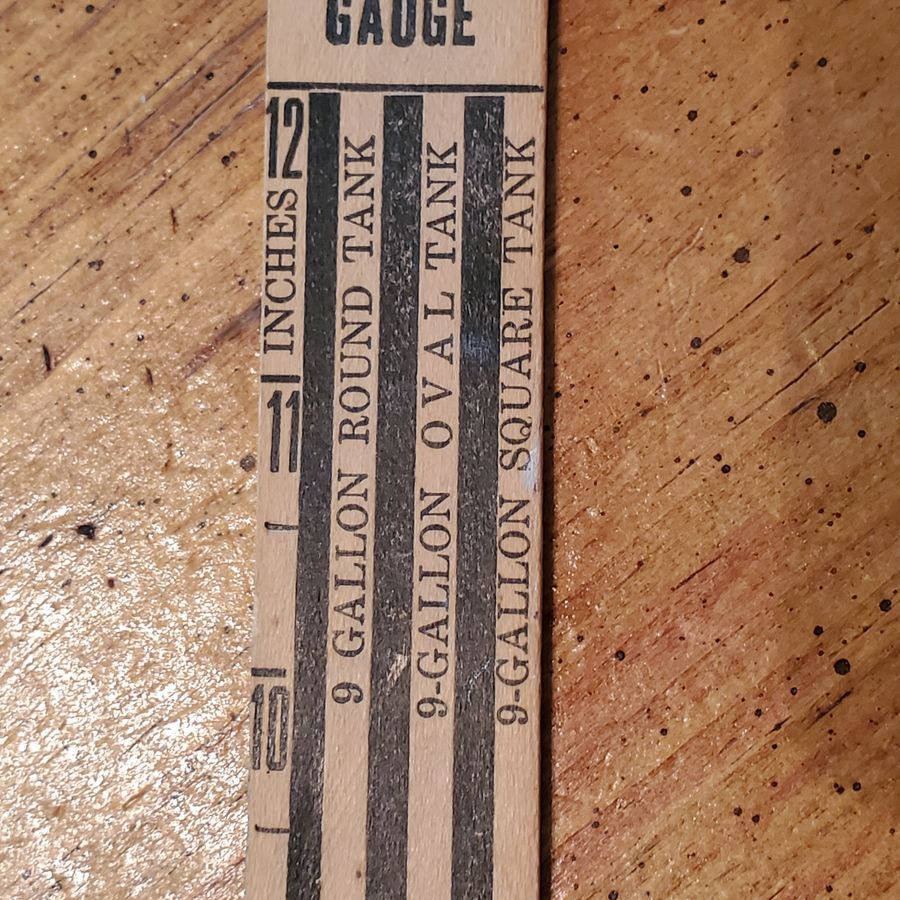 GAUGE
12
INCHES
11
10
9 GALLON ROUND TANK
9-GALLON OVAL TANK
9-GALLON SQUARE TANK